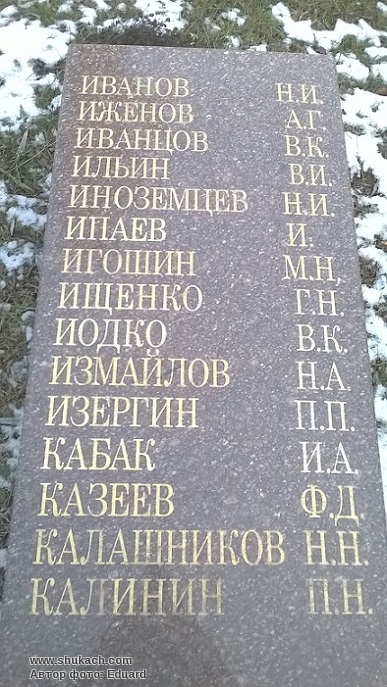 ИВАНОВ Н.И.
ИЖЕНОВ А.Г.
ИВАНЦОВ В.К.
ИЛЬИН В.И.
ИНОЗЕМЦЕВ Н.И.
ИПАЕВ И.
ИГОШИН М.Н.
ИЩЕНКО Г.Н.
ИОДКО В.К.
ИЗМАЙЛОВ Н.А.
ИЗЕРГИН П.П.
КАБАК И.А.
КАЗЕЕВ Ф.Д.
КАЛАШНИКОВ Н.Н.
КАЛИНИН П.Н.
www.shukach.com
Автор фото: Eduard